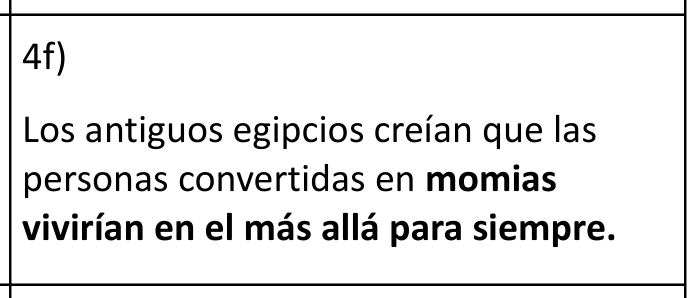 4f)
Los antiguos egipcios creían que las
personas convertidas en momias
vivirían en el más allá para siempre.